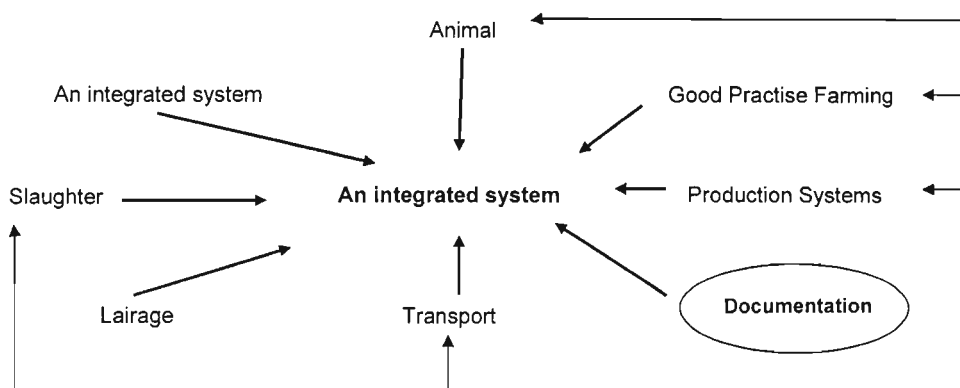 Animal
An integrated system
Good Practise Farming
Slaughter
An integrated system
Production Systems
Lairage
Transport
Documentation